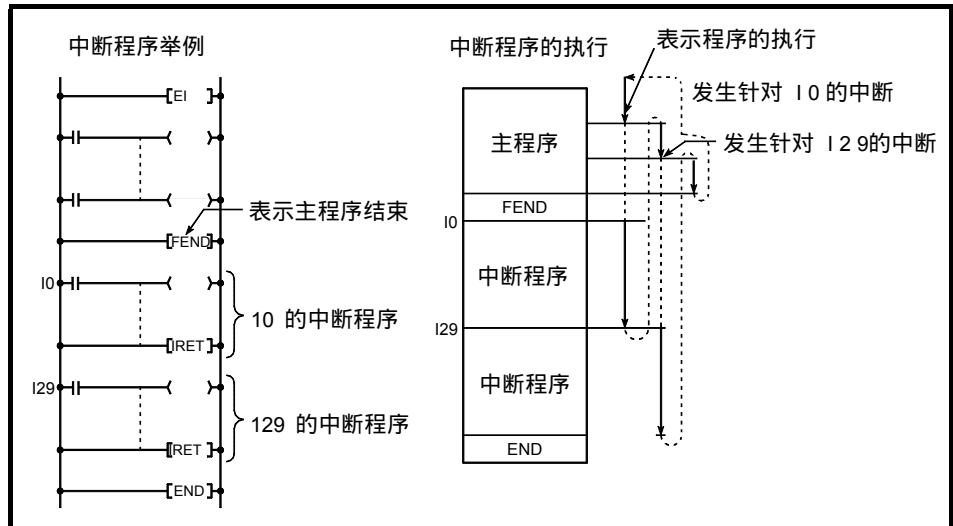 中断程序举例
[EI ]
[FEND]
表示主程序结束
I0
10 的中断程序
[IRET ]
I29
129 的中断程序
[RET ]
[END ]
中断程序的执行
表示程序的执行
发生针对 I 0 的中断
发生针对 I 2 9的中断
主程序
FEND
I0
中断程序
I29
中断程序
END